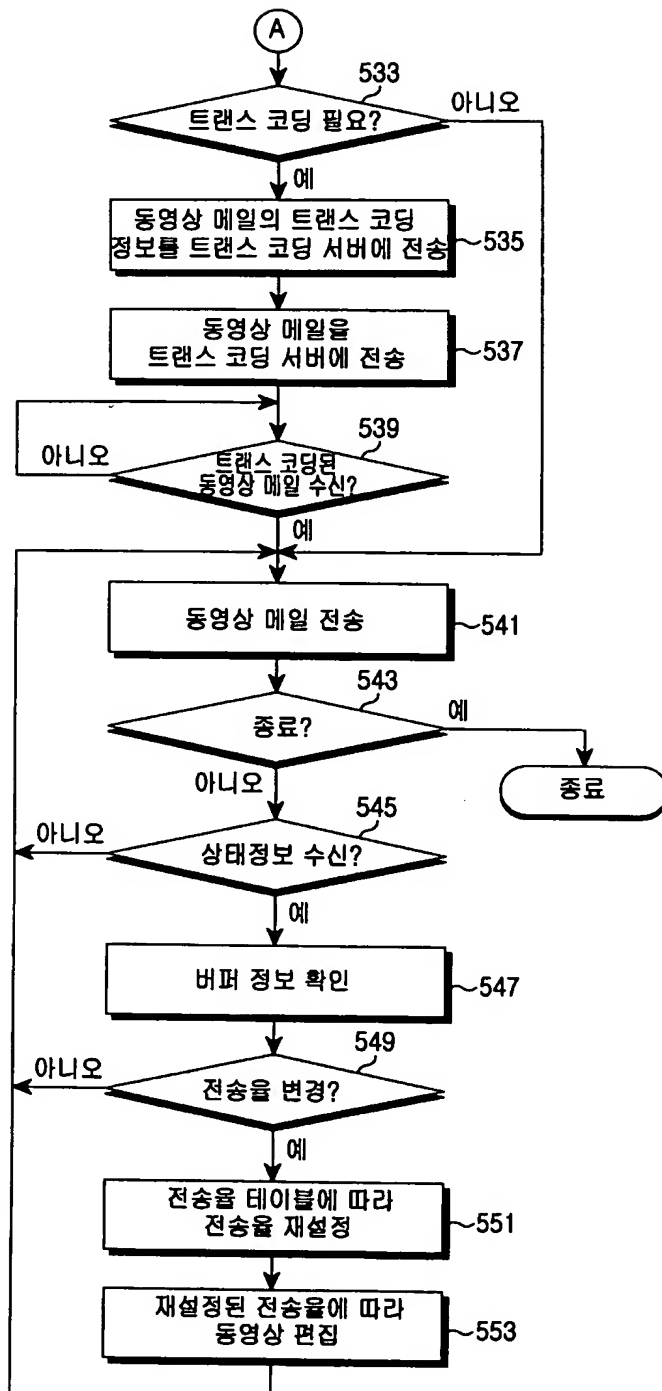 A
533
트랜스 코딩 필요?
아니오
예
동영상 메일의 트랜스 코딩
정보를 트랜스 코딩 서버에 전송
535
동영상 메일을
트랜스 코딩 서버에 전송
537
539
아니오
트랜스 코딩된
동영상 메일 수신?
예
동영상 메일 전송
541
543
종료?
예
아니오
종료
545
아니오
상태정보 수신?
예
버퍼 정보 확인
547
549
아니오
전송율 변경?
예
전송율 테이블에 따라
전송율 재설정
551
재설정된 전송율에 따라
동영상 편집
553